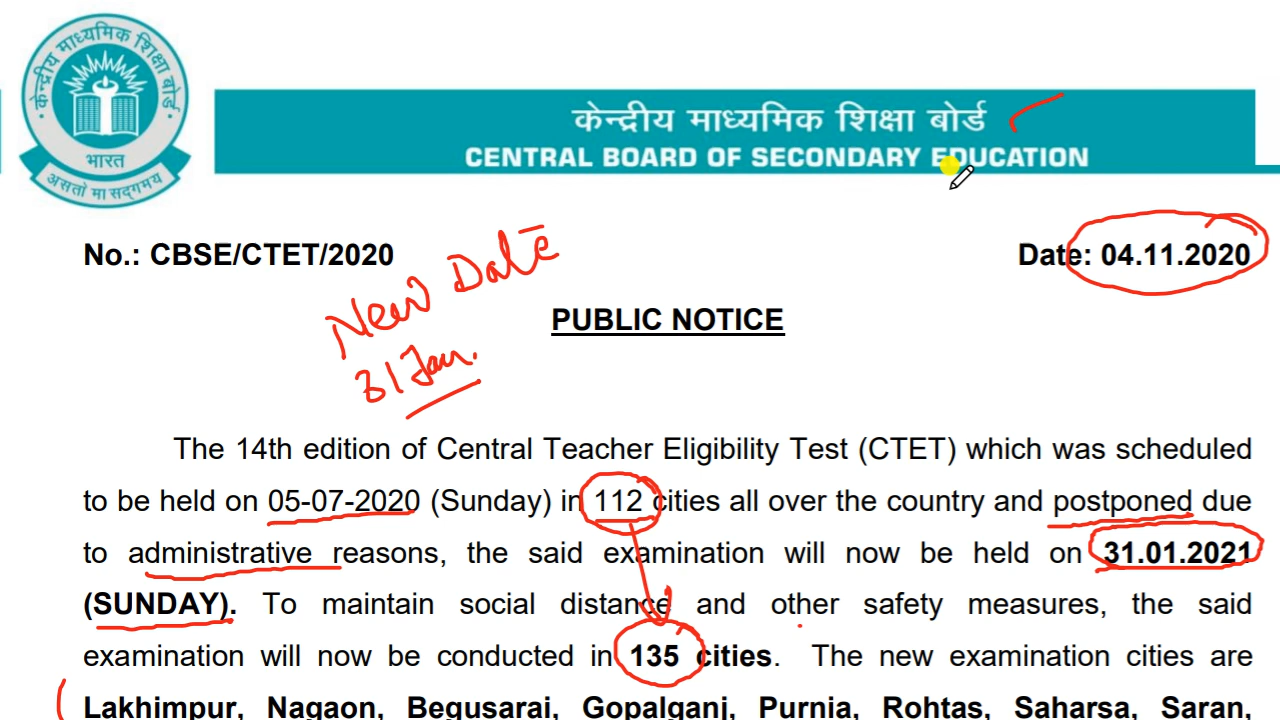 केन्द्रीय माध्यमिक शिक्षा बोर्ड
भारत
असतो मा सद्गमय
केन्द्रीय माध्यमिक शिक्षा बोर्ड
CENTRAL BOARD OF SECONDARY EDUCATION
No.: CBSE/CTET/2020
Date: 04.11.2020
New Date
31 Jan.
PUBLIC NOTICE
The 14th edition of Central Teacher Eligibility Test (CTET) which was scheduled
to be held on 05-07-2020 (Sunday) in 112 cities all over the country and postponed due
to administrative reasons, the said examination will now be held on 31.01.2021
(SUNDAY). To maintain social distance and other safety measures, the said
examination will now be conducted in 135 cities. The new examination cities are
Lakhimpur, Nagaon, Begusarai, Gopalganj, Purnia, Rohtas, Saharsa, Saran,